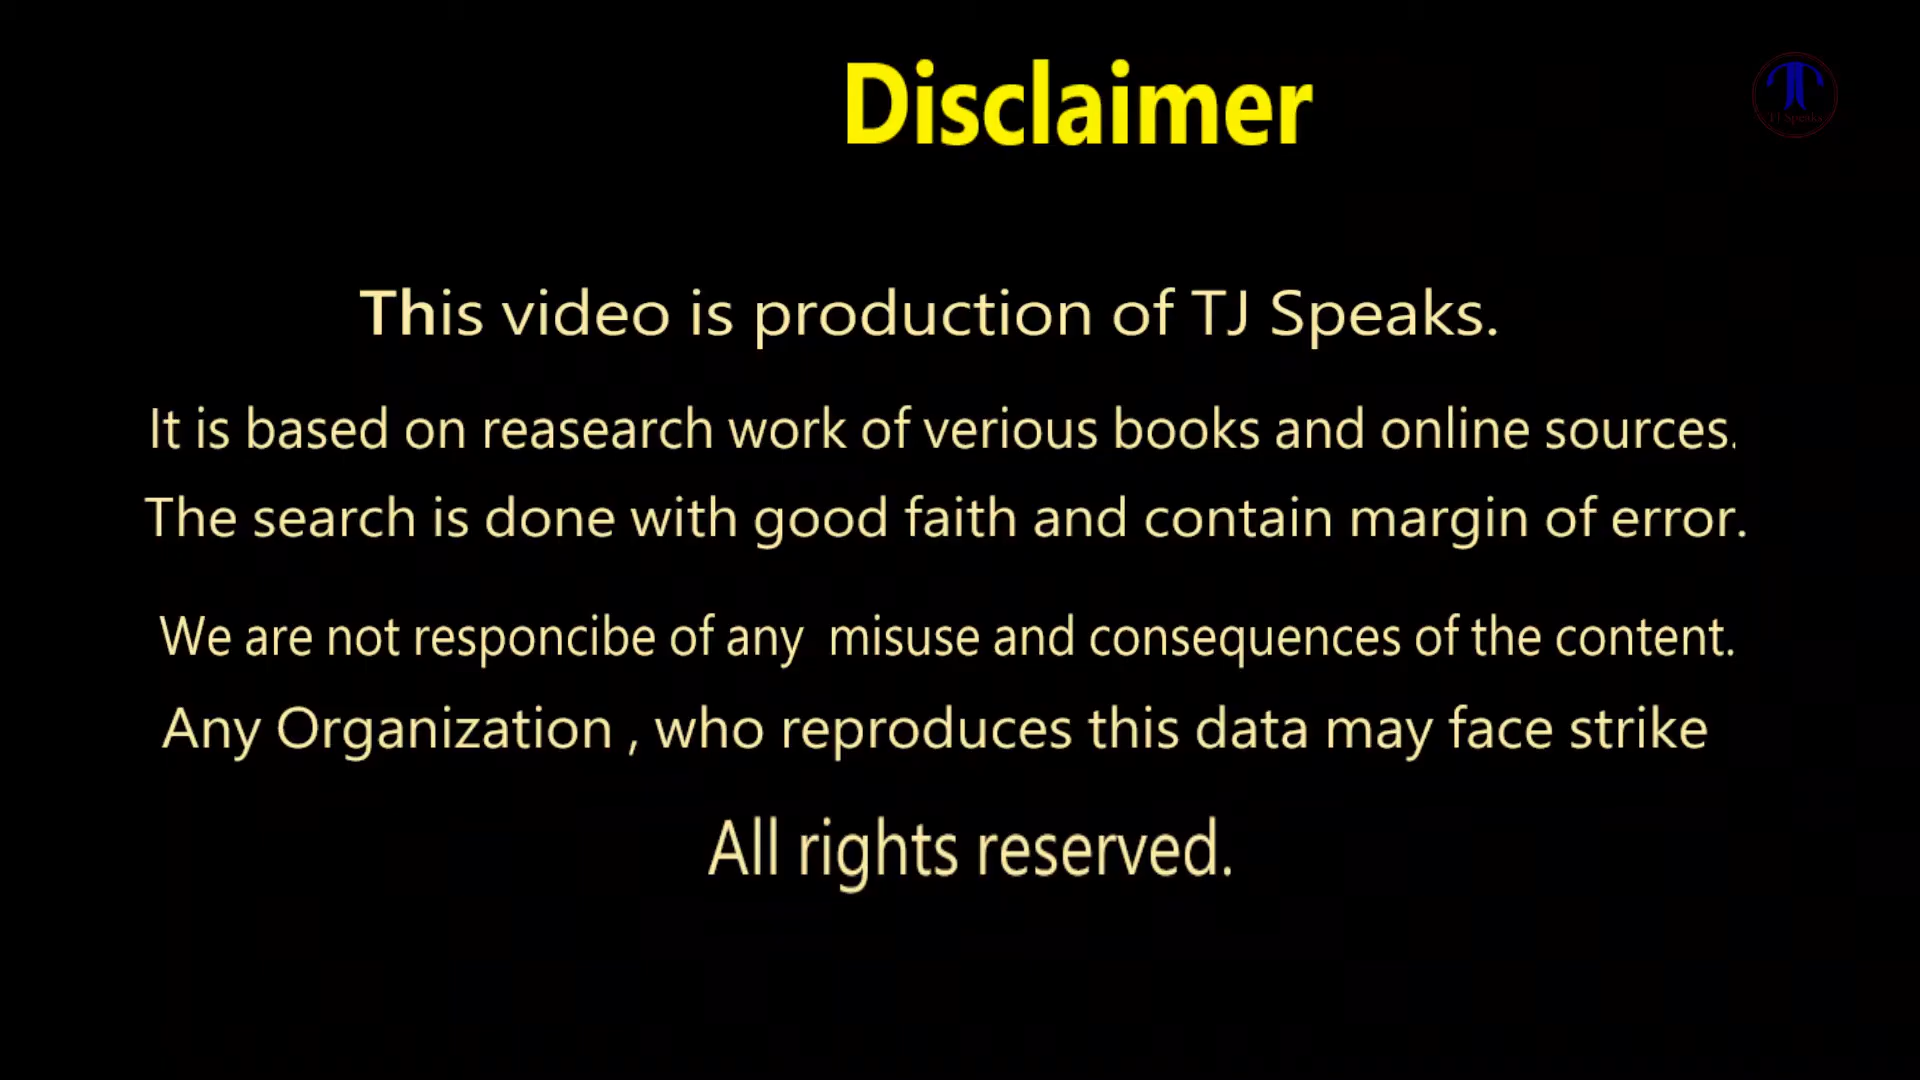 Disclaimer
TJ Speaks
This video is production of TJ Speaks.
It is based on reasearch work of verious books and online sources.
The search is done with good faith and contain margin of error.
We are not responcibe of any misuse and consequences of the content.
Any Organization , who reproduces this data may face strike
All rights reserved.